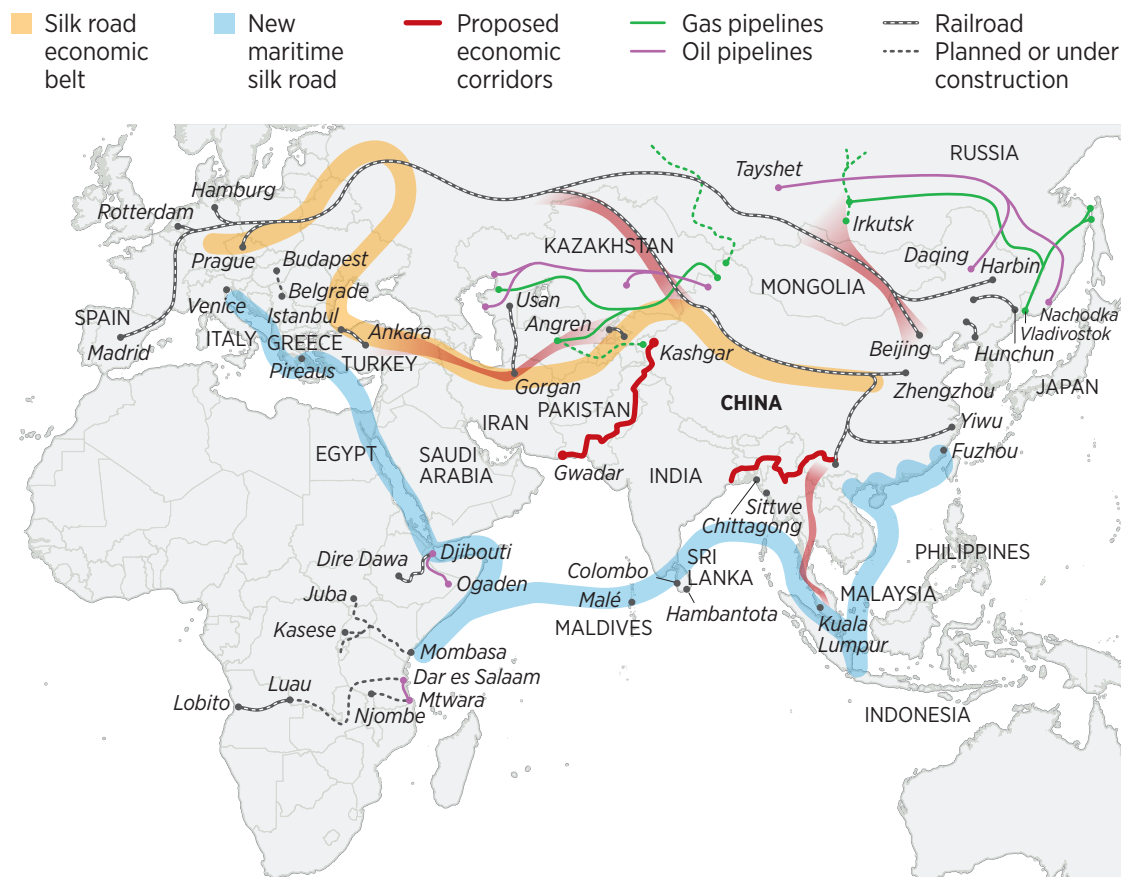 Silk road
economic
belt
New
maritime
silk road
Proposed
economic
corridors
Gas pipelines
Oil pipelines
Railroad
Planned or under
construction
RUSSIA
Tayshet
Hamburg
Rotterdam
Irkutsk
KAZAKHSTAN
Prague
Budapest
Daqing
Harbin
MONGOLIA
Belgrade
Venice
Usan
Istanbul
SPAIN
Nachodka
Angren
Vladivostok
ITALY
GREECE
Ankara
Madrid
Beijing
Kashgar
Hunchun
Pireaus
TURKEY
Gorgan
Zhengzhou
JAPAN
CHINA
PAKISTAN
IRAN
Yiwu
EGYPT
SAUDI
ARABIA
Fuzhou
Gwadar
INDIA
Sittwe
Chittagong
Dire Dawa
Djibouti
PHILIPPINES
SRI
LANKA
Colombo
Ogaden
Juba
Malé
MALAYSIA
Hambantota
Kasese
MALDIVES
Kuala
Lumpur
Mombasa
Dar es Salaam
Luau
Lobito
Mtwara
Njombe
INDONESIA